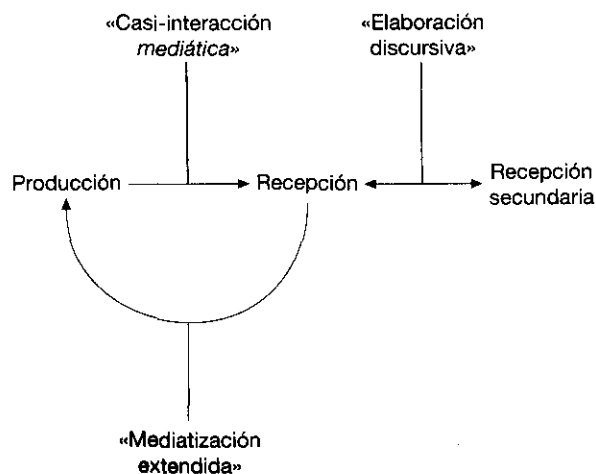 «Casi-interacción
mediática»
«Elaboración
discursiva»
Producción
Recepción
Recepción
secundaria
«Mediatización
extendida»